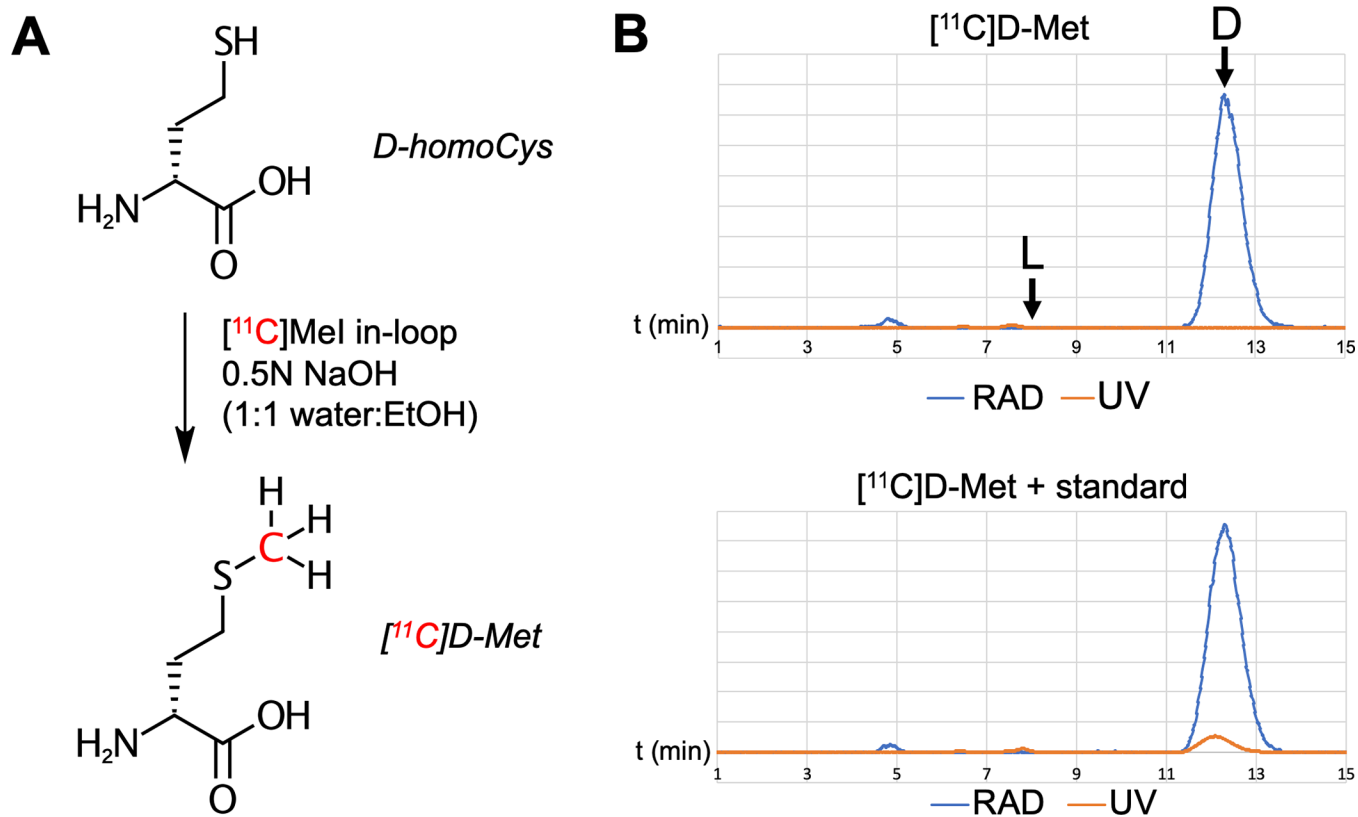 A
SH
D-homoCys
H₂N
OH
O
[¹¹C]MeI in-loop
0.5N NaOH
(1:1 water:EtOH)
H
H
C
S
H
[¹¹C]D-Met
H₂N
OH
O
B
[¹¹C]D-Met
D
L
t (min)
1 3 5 7 9 11 13 15
RAD UV
[¹¹C]D-Met + standard
t (min)
1 3 5 7 9 11 13 15
RAD UV